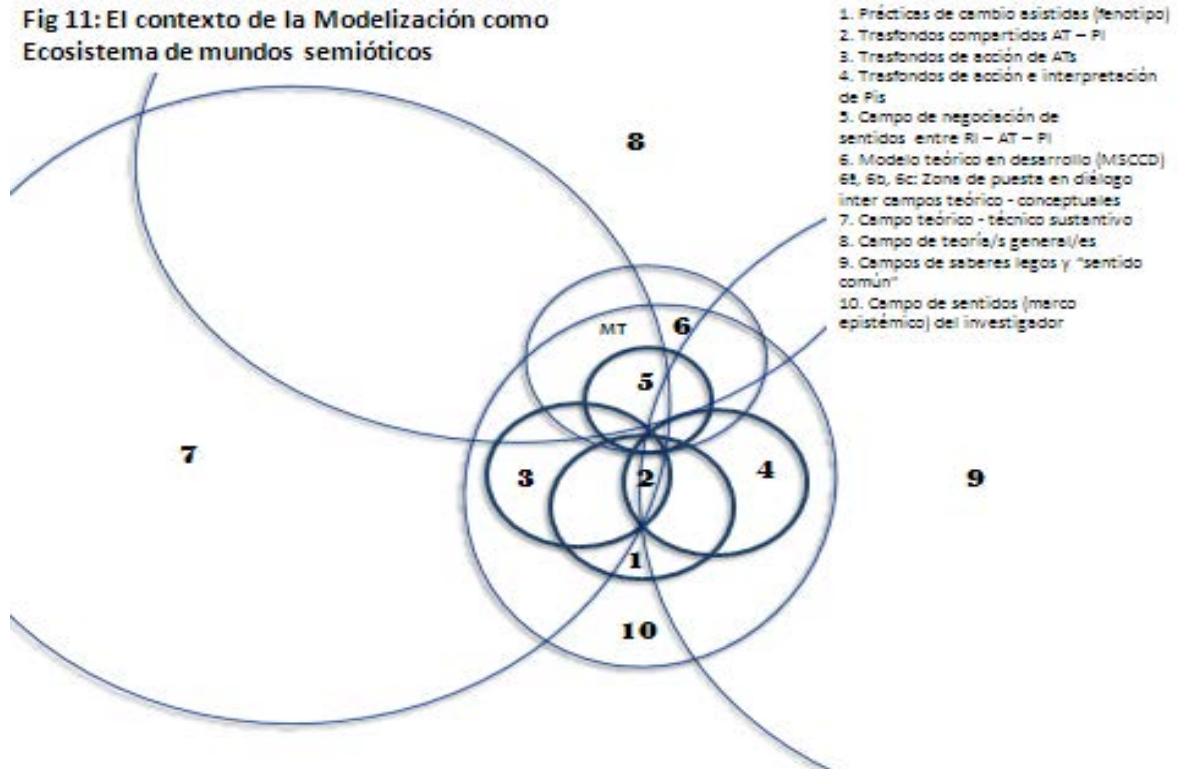 Fig 11: El contexto de la Modelización como
Ecosistema de mundos semióticos
1. Prácticas de cambio asistidas (fenotipo)
2. Trasfondos compartidos AT – PI
3. Trasfondos de acción de ATs
4. Trasfondos de acción e interpretación
de PIs
5. Campo de negociación de
sentidos entre RI – AT – PI
6. Modelo teórico en desarrollo (MSCCD)
6a, 6b, 6c: Zona de puesta en diálogo
inter campos teórico - conceptuales
7. Campo teórico - técnico sustantivo
8. Campo de teoría/s general/es
9. Campos de saberes legos y "sentido
común"
10. Campo de sentidos (marco
epistémico) del investigador
8
MT 6
5
7
3 2 4
9
1
10